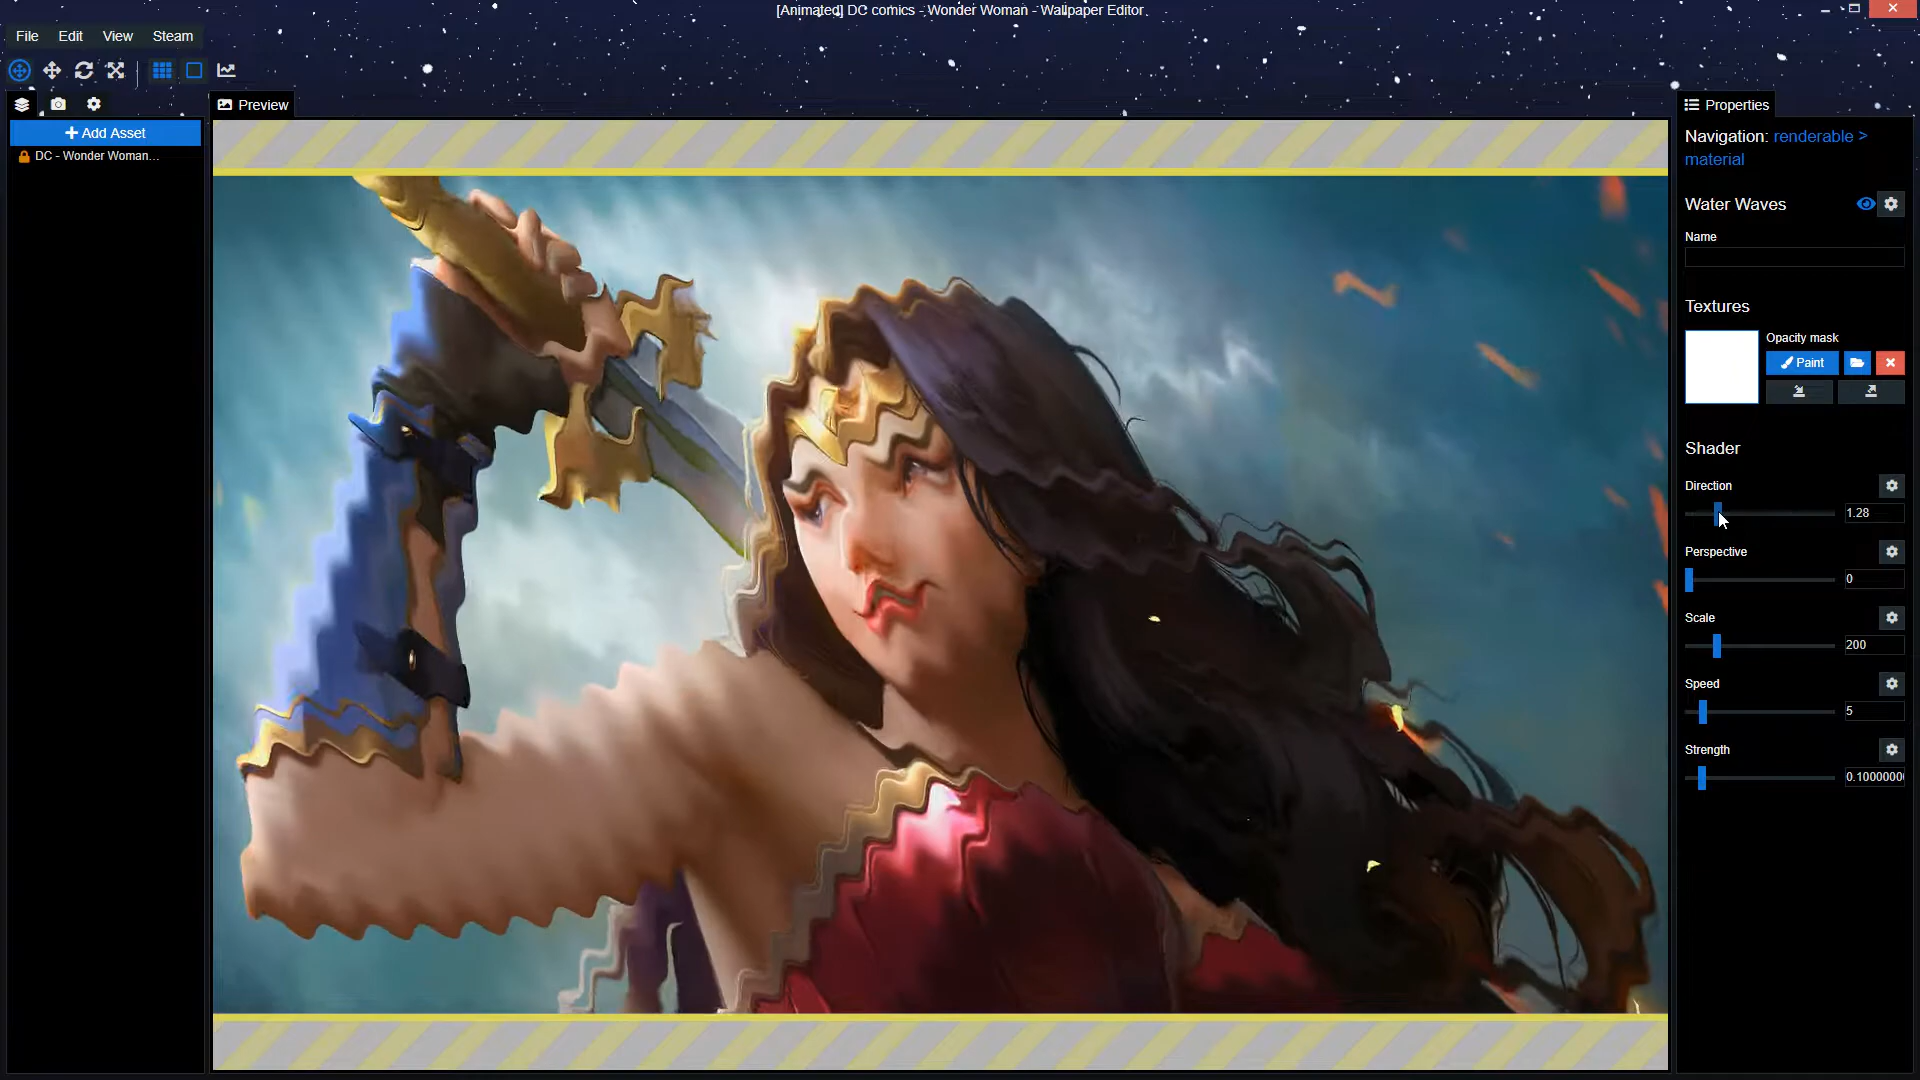 [Animated] DC comics - Wonder Woman - Wallpaper Editor
File Edit View Steam
Preview
Properties
Add Asset
DC - Wonder Woman...
Navigation: renderable >
material
Water Waves
Name
Textures
Opacity mask
Paint
Shader
Direction
1.28
Perspective
0
Scale
200
Speed
5
Strength
0.1000000